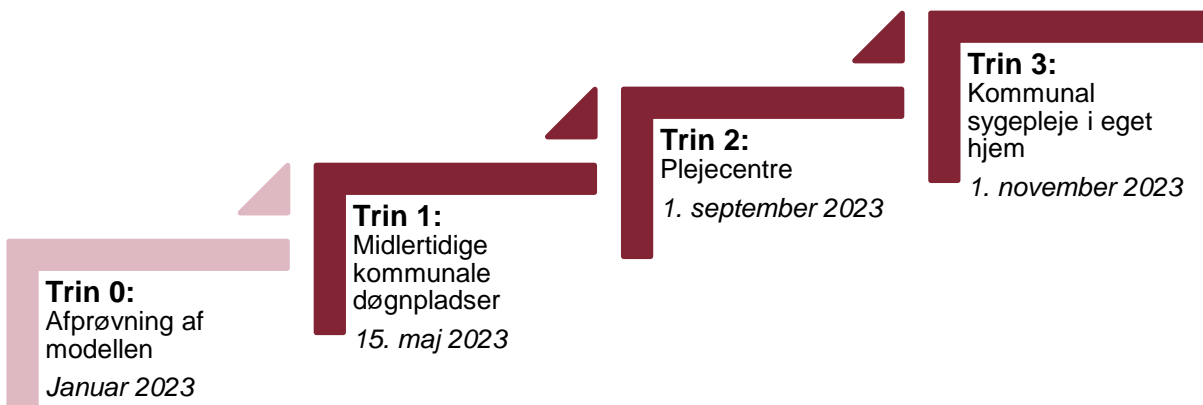 Trin 0:
Afprøvning af
modellen
Januar 2023
Trin 1:
Midlertidige
kommunale
døgnpladser
15. maj 2023
Trin 2:
Plejecentre
1. september 2023
Trin 3:
Kommunal
sygepleje i eget
hjem
1. november 2023